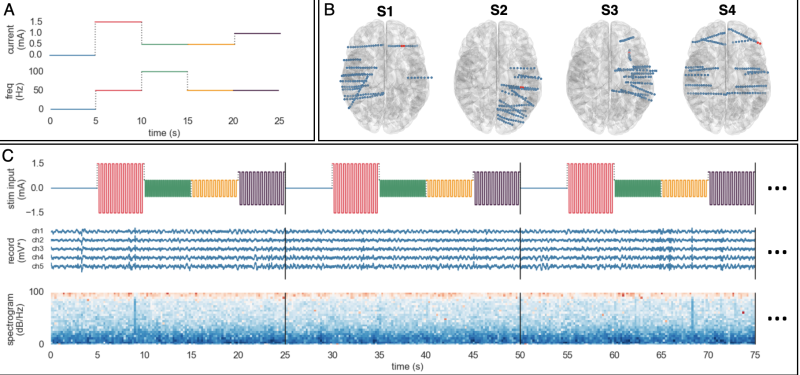 A
current
(mA)
1.5
1.0
0.5
0.0
freq
(Hz)
100
50
0
0 5 10 15 20 25
time (s)
B
S1 S2 S3 S4
C
stim input
(mA)
1.5
0.0
−1.5
record
(mV*)
ch1
ch2
ch3
ch4
ch5
spectrogram
(dB/Hz)
100
0
0 5 10 15 20 25 30 35 40 45 50 55 60 65 70 75
time (s)